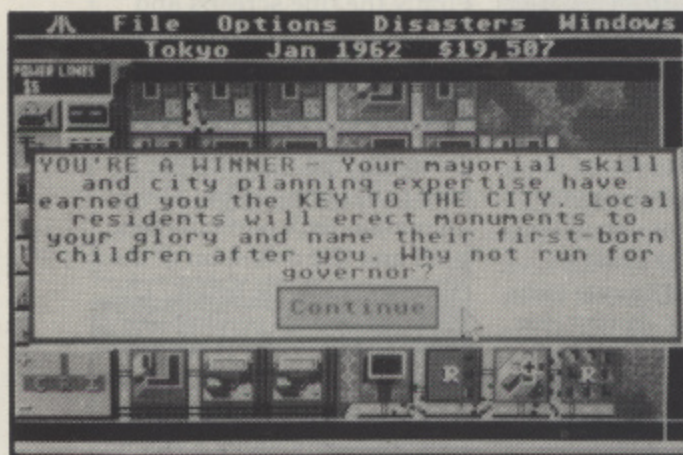 File Options Disasters Windows
Tokyo Jan 1962 $19,507
POWER LINES
$5
YOU'RE A WINNER - Your mayorial skill
and city planning expertise have
earned you the KEY TO THE CITY. Local
residents will erect monuments to
your glory and name their first-born
children after you. Why not run for
governor?
Continue
R R